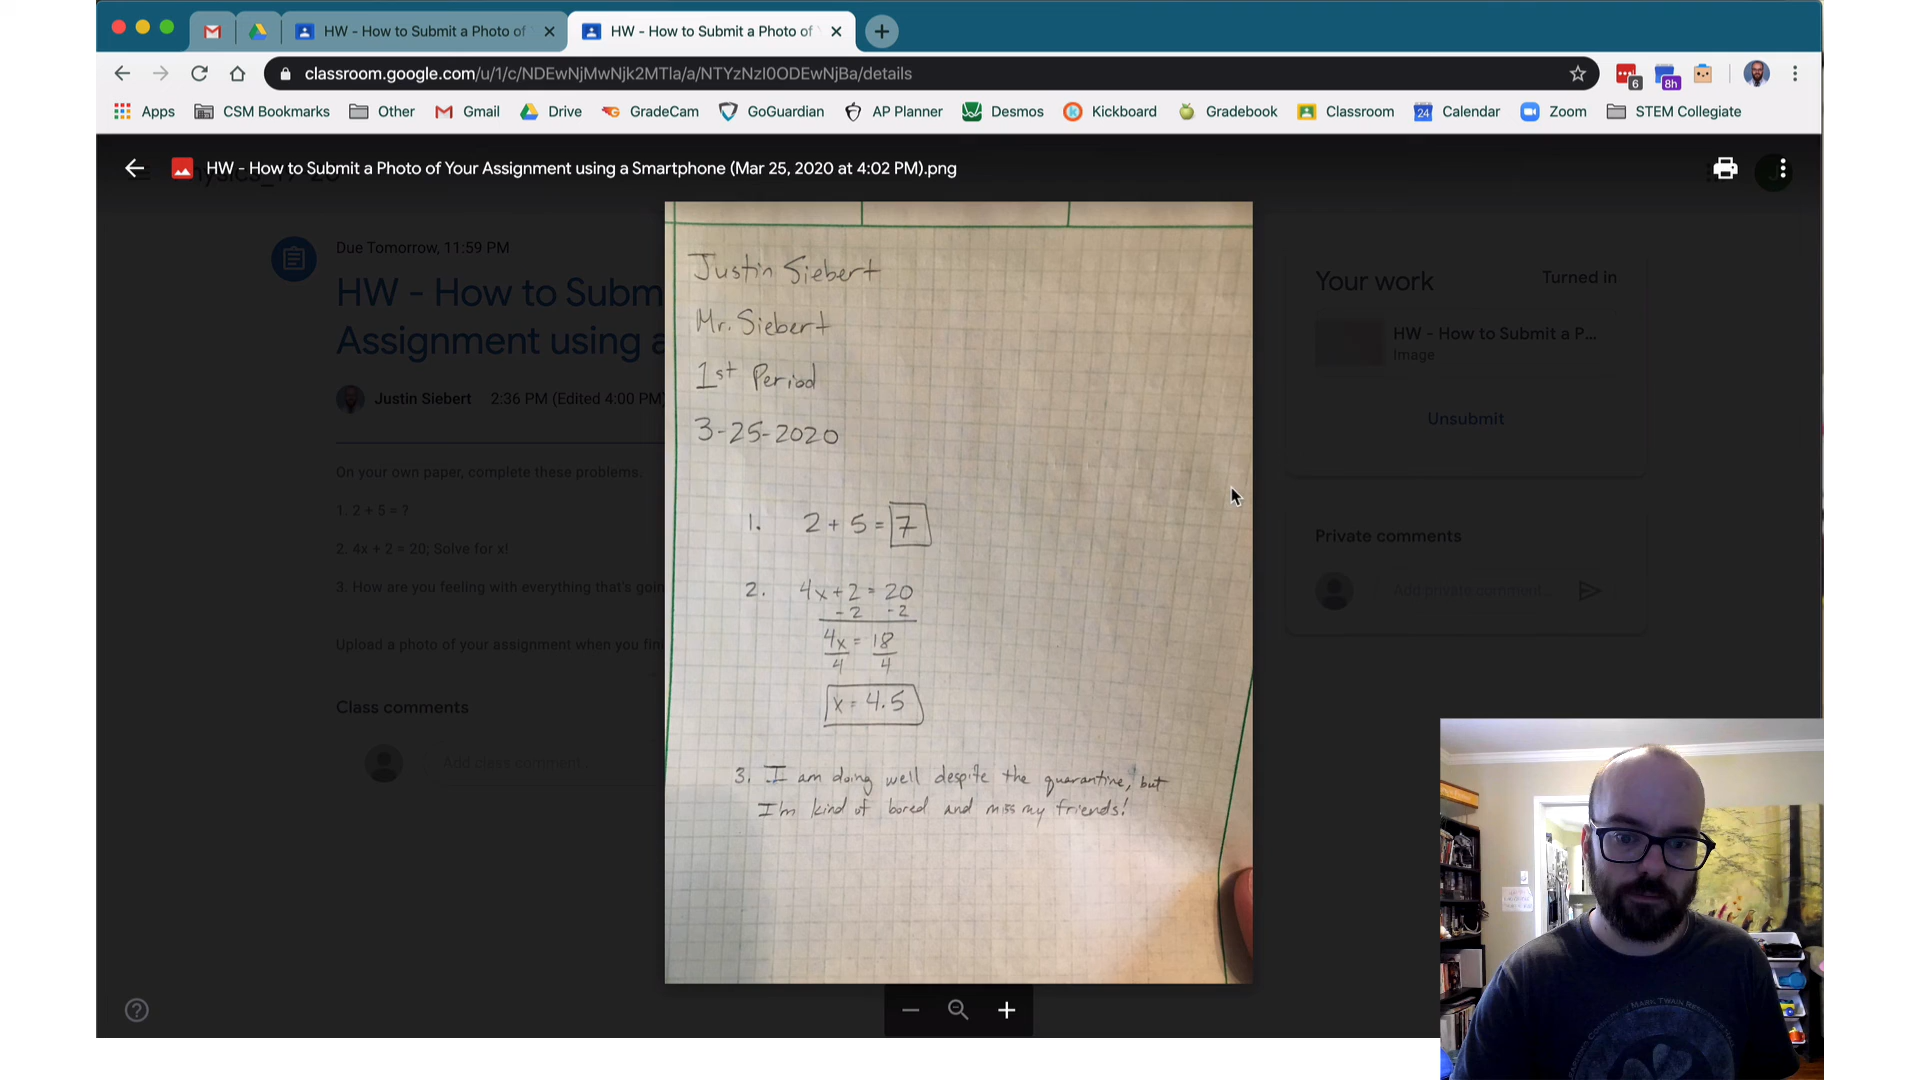 HW - How to Submit a Photo of
HW - How to Submit a Photo of
classroom.google.com/u/1/c/NDEwNjMwNjk2MTIa/a/NTYzNzI0ODEwNjBa/details
6
8h
Apps
CSM Bookmarks
Other
Gmail
Drive
GradeCam
GoGuardian
AP Planner
Desmos
Kickboard
Gradebook
Classroom
24
Calendar
Zoom
STEM Collegiate
HW - How to Submit a Photo of Your Assignment using a Smartphone (Mar 25, 2020 at 4:02 PM).png
Due Tomorrow, 11:59 PM
HW - How to Subm
Assignment using a
Justin Siebert 2:36 PM (Edited 4:00 PM)
On your own paper, complete these problems.
1. 2 + 5 = ?
2. 4x + 2 = 20; Solve for x!
3. How are you feeling with everything that's goin
Upload a photo of your assignment when you fin
Class comments
Add class comment...
Justin Siebert
Mr. Siebert
1st Period
3-25-2020
1. 2 + 5 = 7
2. 4x + 2 = 20
-2 -2
4x = 18
4 4
x = 4.5
3. I am doing well despite the quarantine, but
I'm kind of bored and miss my friends!
Your work
Turned in
HW - How to Submit a P...
Image
Unsubmit
Private comments
Add private comment...